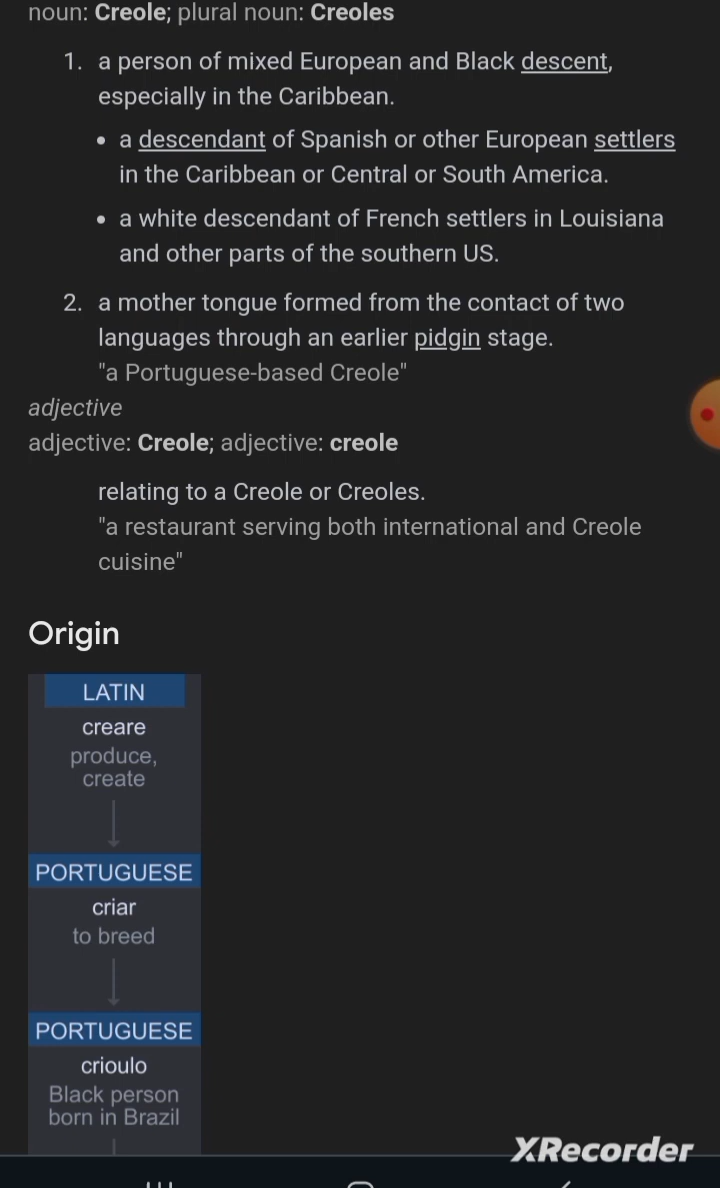 noun: Creole; plural noun: Creoles
1. a person of mixed European and Black descent,
especially in the Caribbean.
• a descendant of Spanish or other European settlers
in the Caribbean or Central or South America.
• a white descendant of French settlers in Louisiana
and other parts of the southern US.
2. a mother tongue formed from the contact of two
languages through an earlier pidgin stage.
"a Portuguese-based Creole"
adjective
adjective: Creole; adjective: creole
relating to a Creole or Creoles.
"a restaurant serving both international and Creole
cuisine"
Origin
LATIN
creare
produce,
create
PORTUGUESE
criar
to breed
PORTUGUESE
crioulo
Black person
born in Brazil
XRecorder